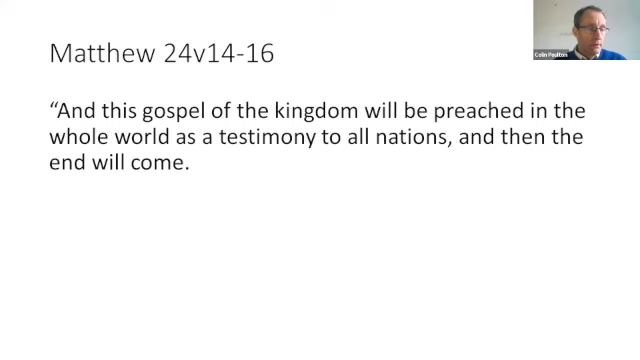 Matthew 24v14-16
“And this gospel of the kingdom will be preached in the
whole world as a testimony to all nations, and then the
end will come.
Colin Poulton